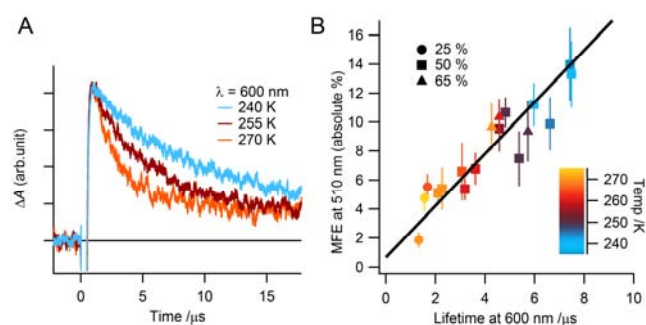 A
λ = 600 nm
240 K
255 K
270 K
ΔA (arb.unit)
0
5
10
15
Time /μs
B
25 %
50 %
65 %
MFE at 510 nm (absolute %)
16
14
12
10
8
6
4
2
0
270
260
250
240
Temp /K
0
2
4
6
8
10
Lifetime at 600 nm /μs